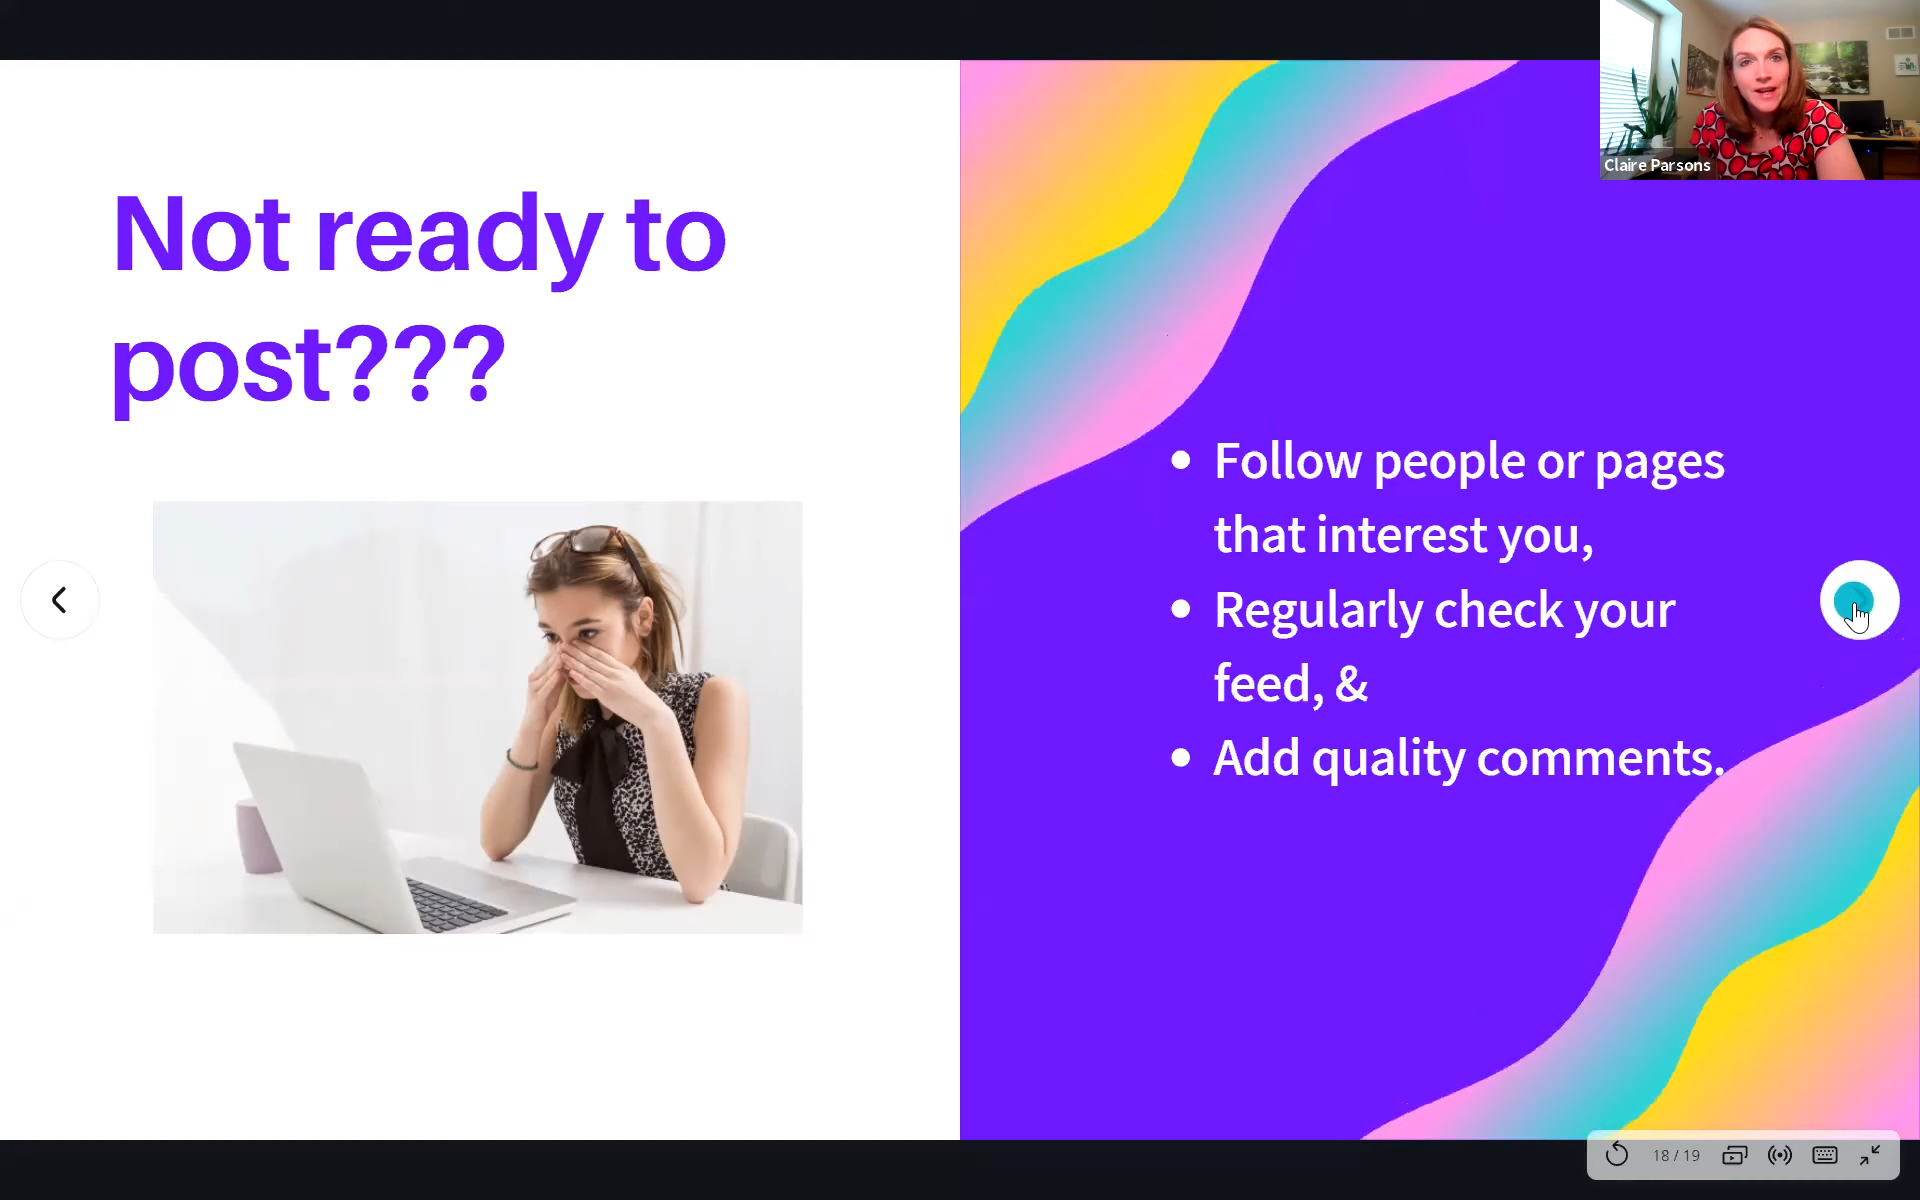 Not ready to
post???
Follow people or pages
that interest you,
Regularly check your
feed, &
Add quality comments.
Claire Parsons
18 / 19